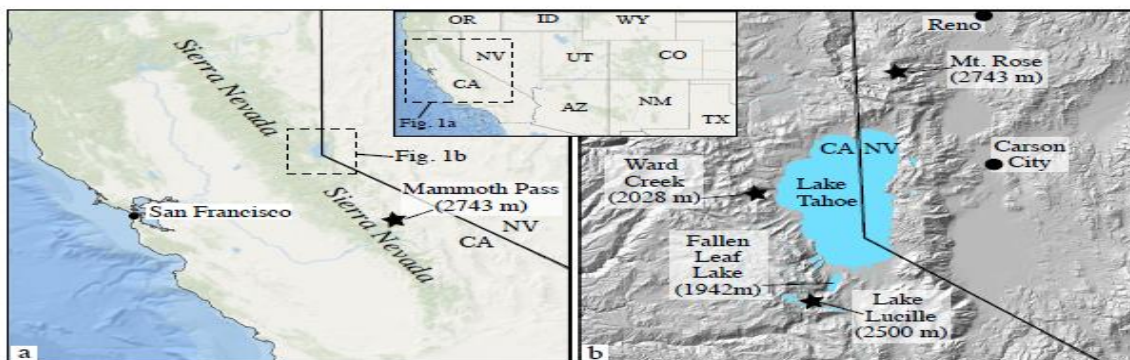 Sierra Nevada
Sierra Nevada
Fig. 1b
Mammoth Pass
(2743 m)
San Francisco
CA
NV
a
OR
ID
WY
NV
UT
CO
CA
AZ
NM
TX
Fig. 1a
Reno
Mt. Rose
(2743 m)
CA
NV
Carson
City
Ward
Creek
(2028 m)
Lake
Tahoe
Fallen
Leaf
Lake
(1942m)
Lake
Lucille
(2500 m)
b